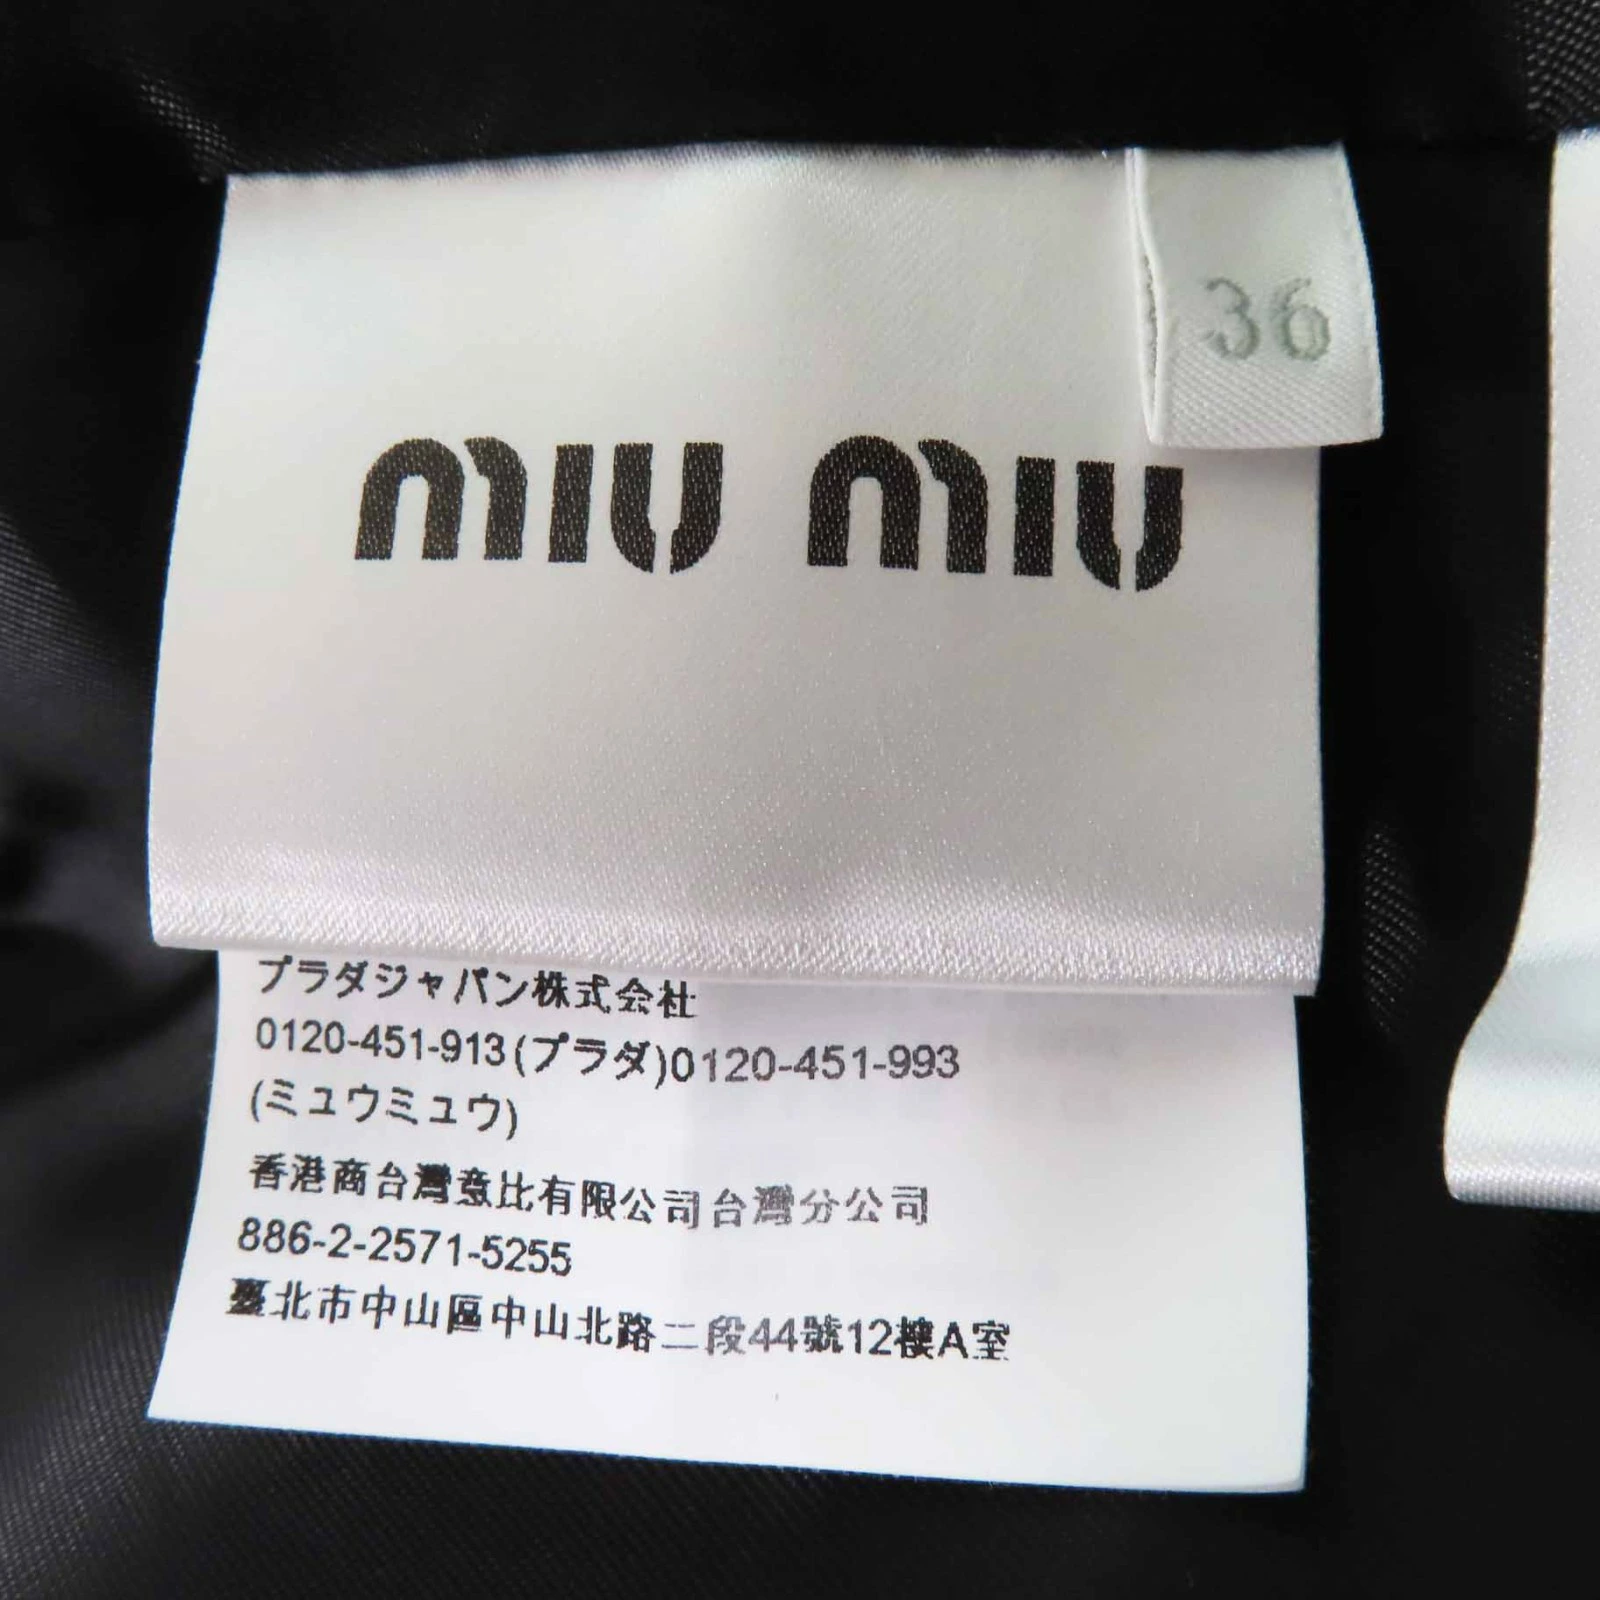 36
miu miu
プラダジャパン株式会社
0120-451-913(プラダ)0120-451-993
(ミュウミュウ)
香港商台灣意比有限公司台灣分公司
886-2-2571-5255
臺北市中山區中山北路二段44號12樓A室